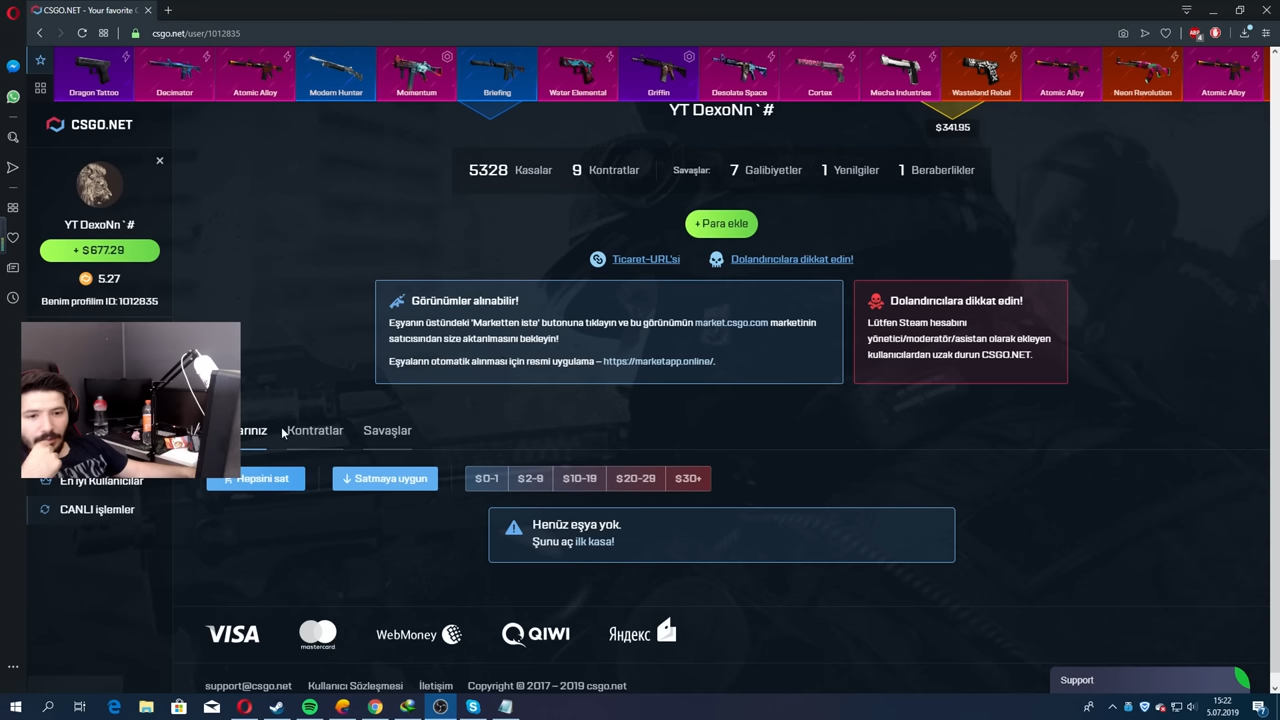 CSGO.NET - Your favorite C
csgo.net/user/1012835
Dragon Tattoo
Decimator
Atomic Alloy
Modern Hunter
Momentum
Briefing
Water Elemental
Griffin
Desolate Space
Cortex
Mecha Industries
Wasteland Rebel
Atomic Alloy
Neon Revolution
Atomic Alloy
CSGO.NET
YT DexoNn`#
$341.95
5328 Kasalar 9 Kontratlar Savaşlar: 7 Galibiyetler 1 Yenilgiler 1 Beraberlikler
YT DexoNn`#
+ $677.29
5.27
Benim profilim ID: 1012835
+ Para ekle
Ticaret-URL'si Dolandırıcılara dikkat edin!
Görünümler alınabilir!
Eşyanın üstündeki 'Marketten iste' butonuna tıklayın ve bu görünümün market.csgo.com marketinin
satıcısından size aktarılmasını bekleyin!
Eşyaların otomatik alınması için resmi uygulama – https://marketapp.online/.
Dolandırıcılara dikkat edin!
Lütfen Steam hesabını
yönetici/moderatör/asistan olarak ekleyen
kullanıcılardan uzak durun CSGO.NET.
arınız Kontratlar Savaşlar
En iyi Kullanıcılar
CANLI işlemler
Hepsini sat Satmaya uygun $0-1 $2-9 $10-19 $20-29 $30+
Henüz eşya yok.
Şunu aç ilk kasa!
VISA mastercard WebMoney QIWI Яндекс
support@csgo.net Kullanıcı Sözleşmesi İletişim Copyright © 2017 – 2019 csgo.net
Support
15:22
5.07.2019